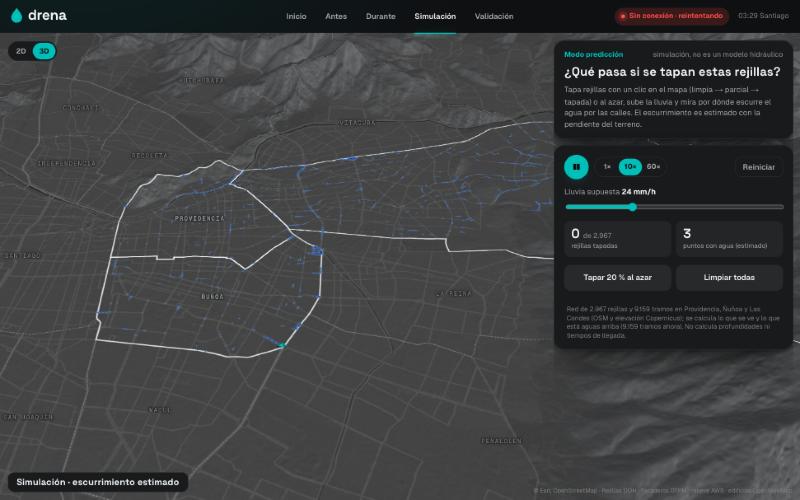 drena
Inicio
Antes
Durante
Simulación
Validación
Sin conexión · reintentando
03:29 Santiago
2D
3D
Modo predicción
simulación, no es un modelo hidráulico
¿Qué pasa si se tapan estas rejillas?
Tapa rejillas con un clic en el mapa (limpia → parcial →
tapada) o al azar, sube la lluvia y mira por dónde escurre el
agua por las calles. El escurrimiento es estimado con la
pendiente del terreno.
1×
10×
60×
Reiniciar
Lluvia supuesta 24 mm/h
0 de 2.967
rejillas tapadas
3
puntos con agua (estimado)
Tapar 20 % al azar
Limpiar todas
Red de 2.967 rejillas y 9.159 tramos en Providencia, Ñuñoa y Las
Condes (OSM y elevación Copernicus); se calcula lo que se ve y lo que
está aguas arriba (9.159 tramos ahora). No calcula profundidades ni
tiempos de llegada.
HUECHURABA
CONCHALÍ
VITACURA
INDEPENDENCIA
RECOLETA
PROVIDENCIA
SANTIAGO
ÑUÑOA
LA REINA
MACUL
SAN JOAQUÍN
PEÑALOLÉN
Simulación · escurrimiento estimado
© Esri, OpenStreetMap